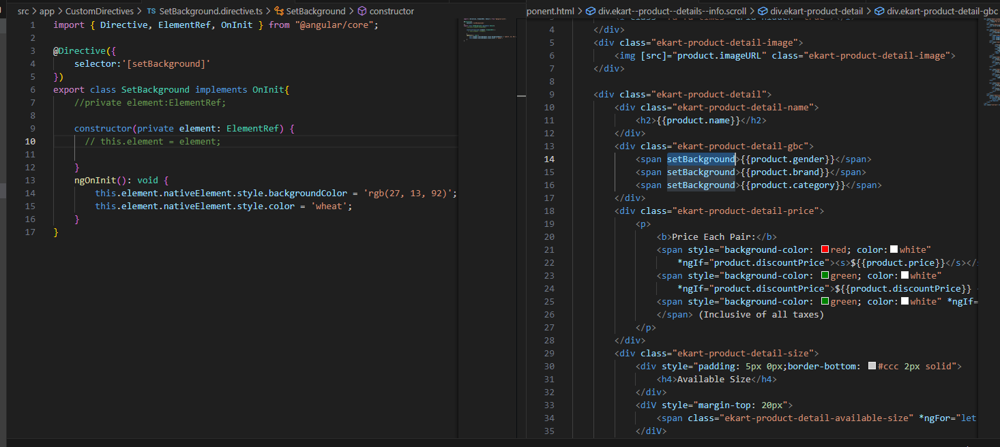 src > app > CustomDirectives > TS SetBackground.directive.ts > SetBackground > constructor
1 import { Directive, ElementRef, OnInit } from "@angular/core";
2
3 @Directive({
4 selector:'[setBackground]'
5 })
6 export class SetBackground implements OnInit{
7 //private element:ElementRef;
8
9 constructor(private element: ElementRef) {
10 // this.element = element;
11
12 }
13 ngOnInit(): void {
14 this.element.nativeElement.style.backgroundColor = 'rgb(27, 13, 92)';
15 this.element.nativeElement.style.color = 'wheat';
16 }
17 }
ponent.html > div.ekart--product--details--info.scroll > div.ekart-product-detail > div.ekart-product-detail-gbc
4 </div>
5 <div class="ekart-product-detail-image">
6 <img [src]="product.imageURL" class="ekart-product-detail-image">
7 </div>
8
9 <div class="ekart-product-detail">
10 <div class="ekart-product-detail-name">
11 <h2>{{product.name}}</h2>
12 </div>
13 <div class="ekart-product-detail-gbc">
14 <span setBackground>{{product.gender}}</span>
15 <span setBackground>{{product.brand}}</span>
16 <span setBackground>{{product.category}}</span>
17 </div>
18 <div class="ekart-product-detail-price">
19 <p>
20 <b>Price Each Pair:</b>
21 <span style="background-color: red; color: white"
22 *ngIf="product.discountPrice"><s>${{product.price}}</s></
23 <span style="background-color: green; color: white"
24 *ngIf="product.discountPrice">${{product.discountPrice}}
25 <span style="background-color: green; color: white" *ngIf=
26 </span> (Inclusive of all taxes)
27 </p>
28 </div>
29 <div class="ekart-product-detail-size">
30 <div style="padding: 5px 0px;border-bottom: #ccc 2px solid">
31 <h4>Available Size</h4>
32 </div>
33 <diV style="margin-top: 20px">
34 <span class="ekart-product-detail-available-size" *ngFor="let
35 </diV>